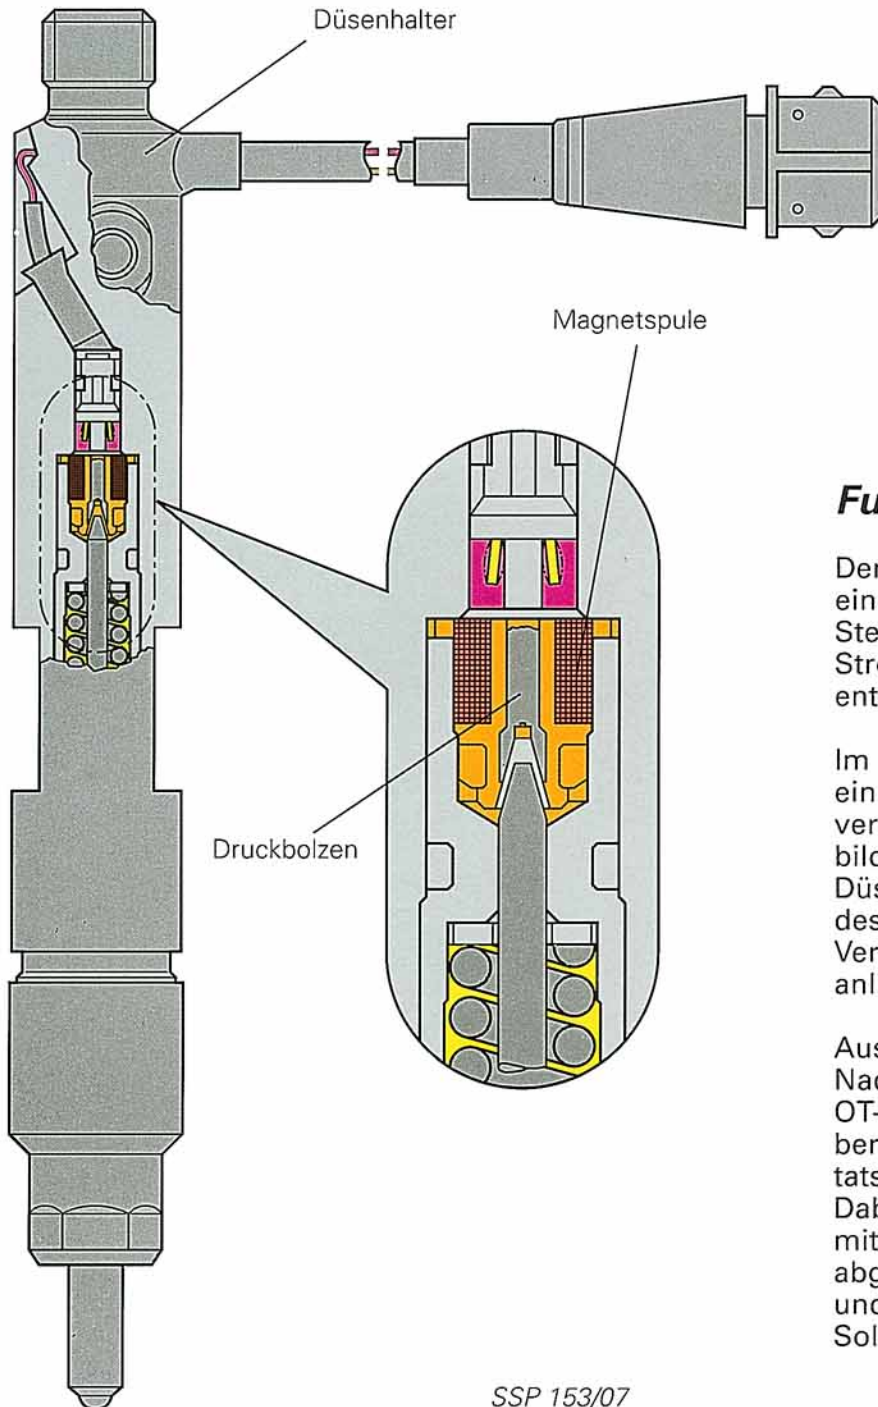 Düsenhalter
Magnetspule
Druckbolzen
Fu
Der
ein
Ste
Stro
ent
Im
ein
ver
bild
Düs
des
Ver
anl
Aus
Nac
OT-
ber
tats
Dab
mit
abg
und
Sol
SSP 153/07